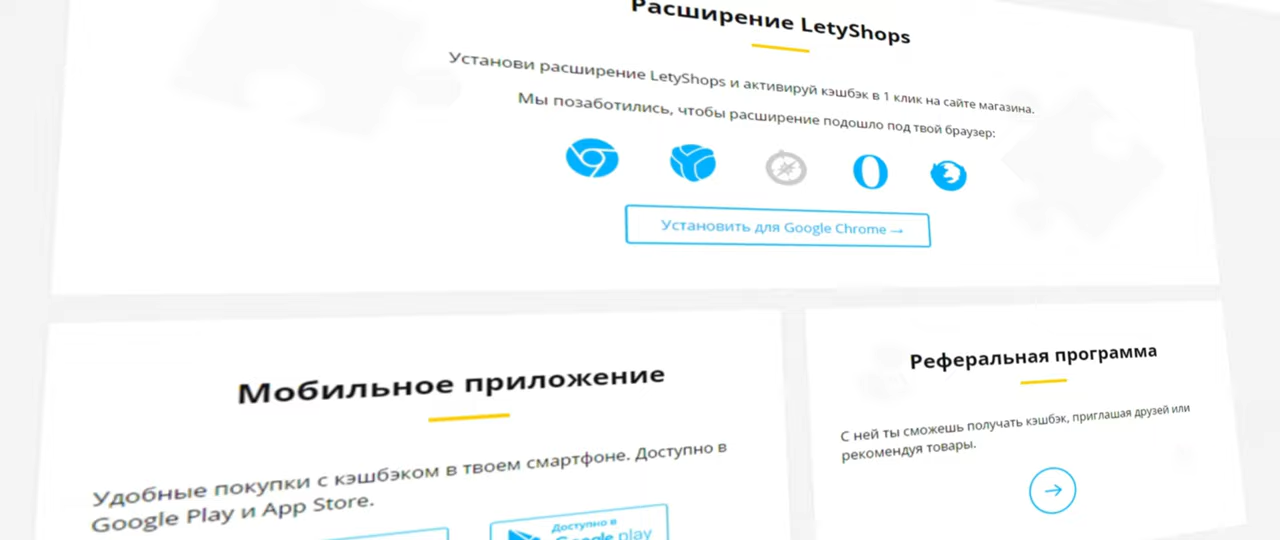 Расширение LetyShops
Установи расширение LetyShops и активируй кэшбэк в 1 клик на сайте магазина.
Мы позаботились, чтобы расширение подошло под твой браузер:
Установить для Google Chrome →
Мобильное приложение
Удобные покупки с кэшбэком в твоем смартфоне. Доступно в
Google Play и App Store.
Доступно в
Google play
Реферальная программа
С ней ты сможешь получать кэшбэк, приглашая друзей или
рекомендуя товары.